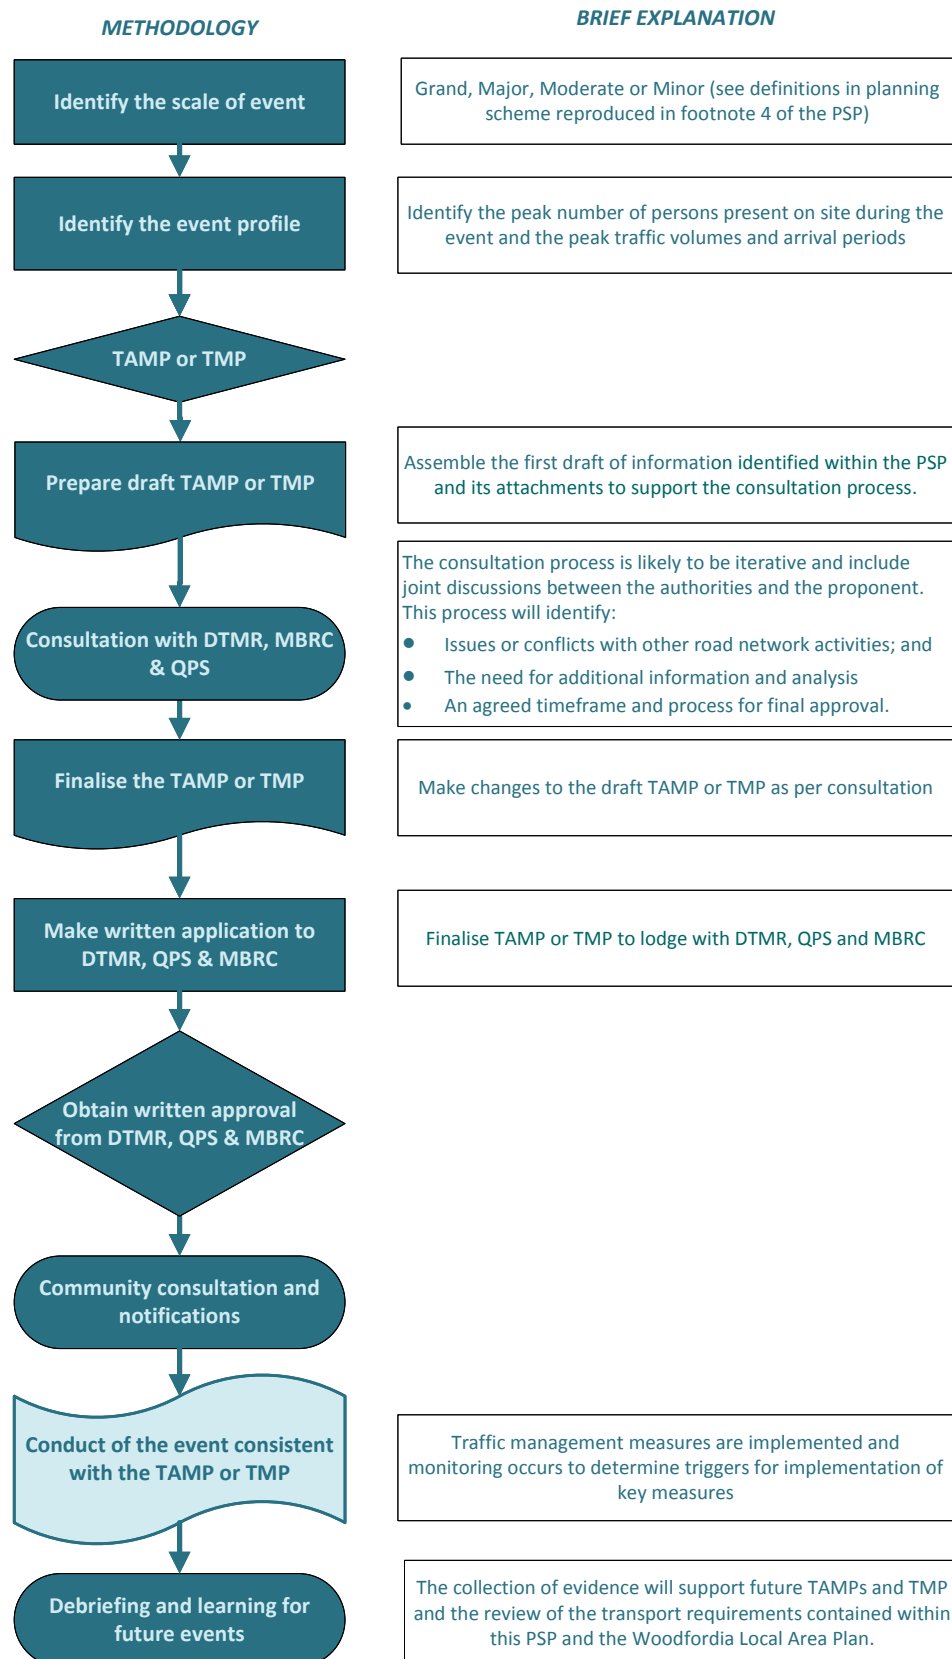 METHODOLOGY
BRIEF EXPLANATION
Identify the scale of event
Grand, Major, Moderate or Minor (see definitions in planning
scheme reproduced in footnote 4 of the PSP)
Identify the event profile
Identify the peak number of persons present on site during the
event and the peak traffic volumes and arrival periods
TAMP or TMP
Prepare draft TAMP or TMP
Assemble the first draft of information identified within the PSP
and its attachments to support the consultation process.
Consultation with DTMR, MBRC
& QPS
The consultation process is likely to be iterative and include
joint discussions between the authorities and the proponent.
This process will identify:
• Issues or conflicts with other road network activities; and
• The need for additional information and analysis
• An agreed timeframe and process for final approval.
Finalise the TAMP or TMP
Make changes to the draft TAMP or TMP as per consultation
Make written application to
DTMR, QPS & MBRC
Finalise TAMP or TMP to lodge with DTMR, QPS and MBRC
Obtain written approval
from DTMR, QPS & MBRC
Community consultation and
notifications
Conduct of the event consistent
with the TAMP or TMP
Traffic management measures are implemented and
monitoring occurs to determine triggers for implementation of
key measures
Debriefing and learning for
future events
The collection of evidence will support future TAMPs and TMP
and the review of the transport requirements contained within
this PSP and the Woodfordia Local Area Plan.